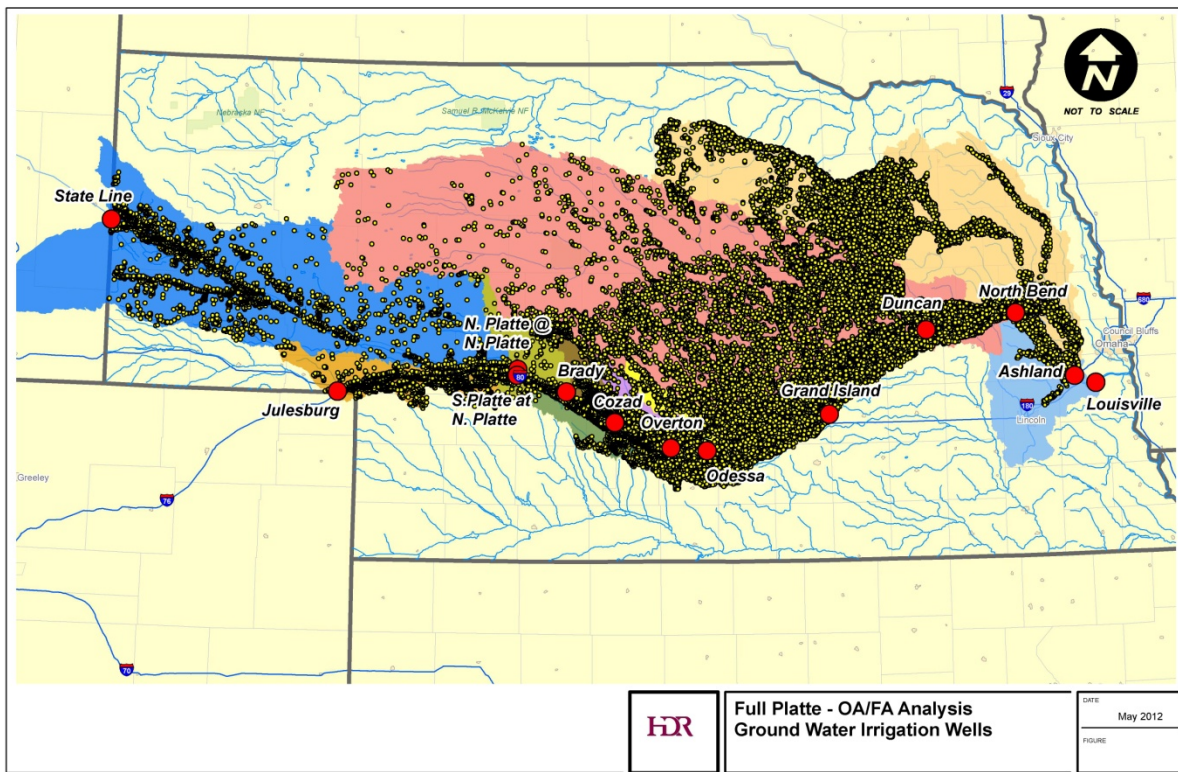 Nebraska NF
Samuel R McKelvie NF
29
Sioux City
N
NOT TO SCALE
State Line
N. Platte @
N. Platte
80
Brady
Cozad
Overton
Odessa
Julesburg
S.Platte at
N. Platte
Grand Island
Duncan
North Bend
680
Council Bluffs
Omaha
Ashland
180
Lincoln
Louisville
Greeley
76
70
HDR
Full Platte - OA/FA Analysis
Ground Water Irrigation Wells
DATE
May 2012
FIGURE